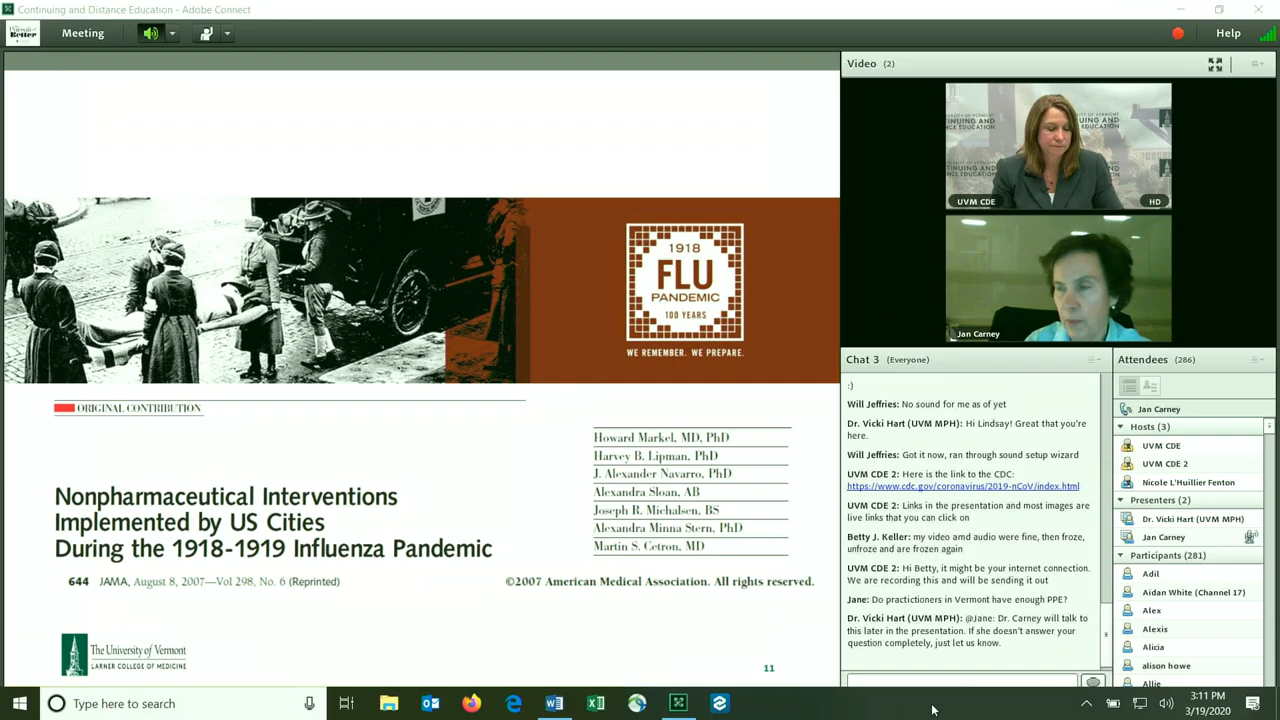 Continuing and Distance Education - Adobe Connect
Meeting
Help
1918
FLU
PANDEMIC
100 YEARS
WE REMEMBER. WE PREPARE.
ORIGINAL CONTRIBUTION
Nonpharmaceutical Interventions
Implemented by US Cities
During the 1918-1919 Influenza Pandemic
Howard Markel, MD, PhD
Harvey B. Lipman, PhD
J. Alexander Navarro, PhD
Alexandra Sloan, AB
Joseph R. Michalsen, BS
Alexandra Minna Stern, PhD
Martin S. Cetron, MD
644 JAMA, August 8, 2007—Vol 298, No. 6 (Reprinted)
©2007 American Medical Association. All rights reserved.
The University of Vermont
LARNER COLLEGE OF MEDICINE
11
Video (2)
UVM CDE
HD
Jan Carney
Chat 3 (Everyone)
:)
Will Jeffries: No sound for me as of yet
Dr. Vicki Hart (UVM MPH): Hi Lindsay! Great that you're
here.
Will Jeffries: Got it now, ran through sound setup wizard
UVM CDE 2: Here is the link to the CDC:
https://www.cdc.gov/coronavirus/2019-nCoV/index.html
UVM CDE 2: Links in the presentation and most images are
live links that you can click on
Betty J. Keller: my video amd audio were fine, then froze,
unfroze and are frozen again
UVM CDE 2: Hi Betty, it might be your internet connection.
We are recording this and will be sending it out
Jane: Do practictioners in Vermont have enough PPE?
Dr. Vicki Hart (UVM MPH): @Jane: Dr. Carney will talk to
this later in the presentation. If she doesn't answer your
question completely, just let us know.
Attendees (286)
Jan Carney
Hosts (3)
UVM CDE
UVM CDE 2
Nicole L'Huillier Fenton
Presenters (2)
Dr. Vicki Hart (UVM MPH)
Jan Carney
Participants (281)
Adil
Aidan White (Channel 17)
Alex
Alexis
Alicia
alison howe
Allie
Type here to search
3:11 PM
3/19/2020